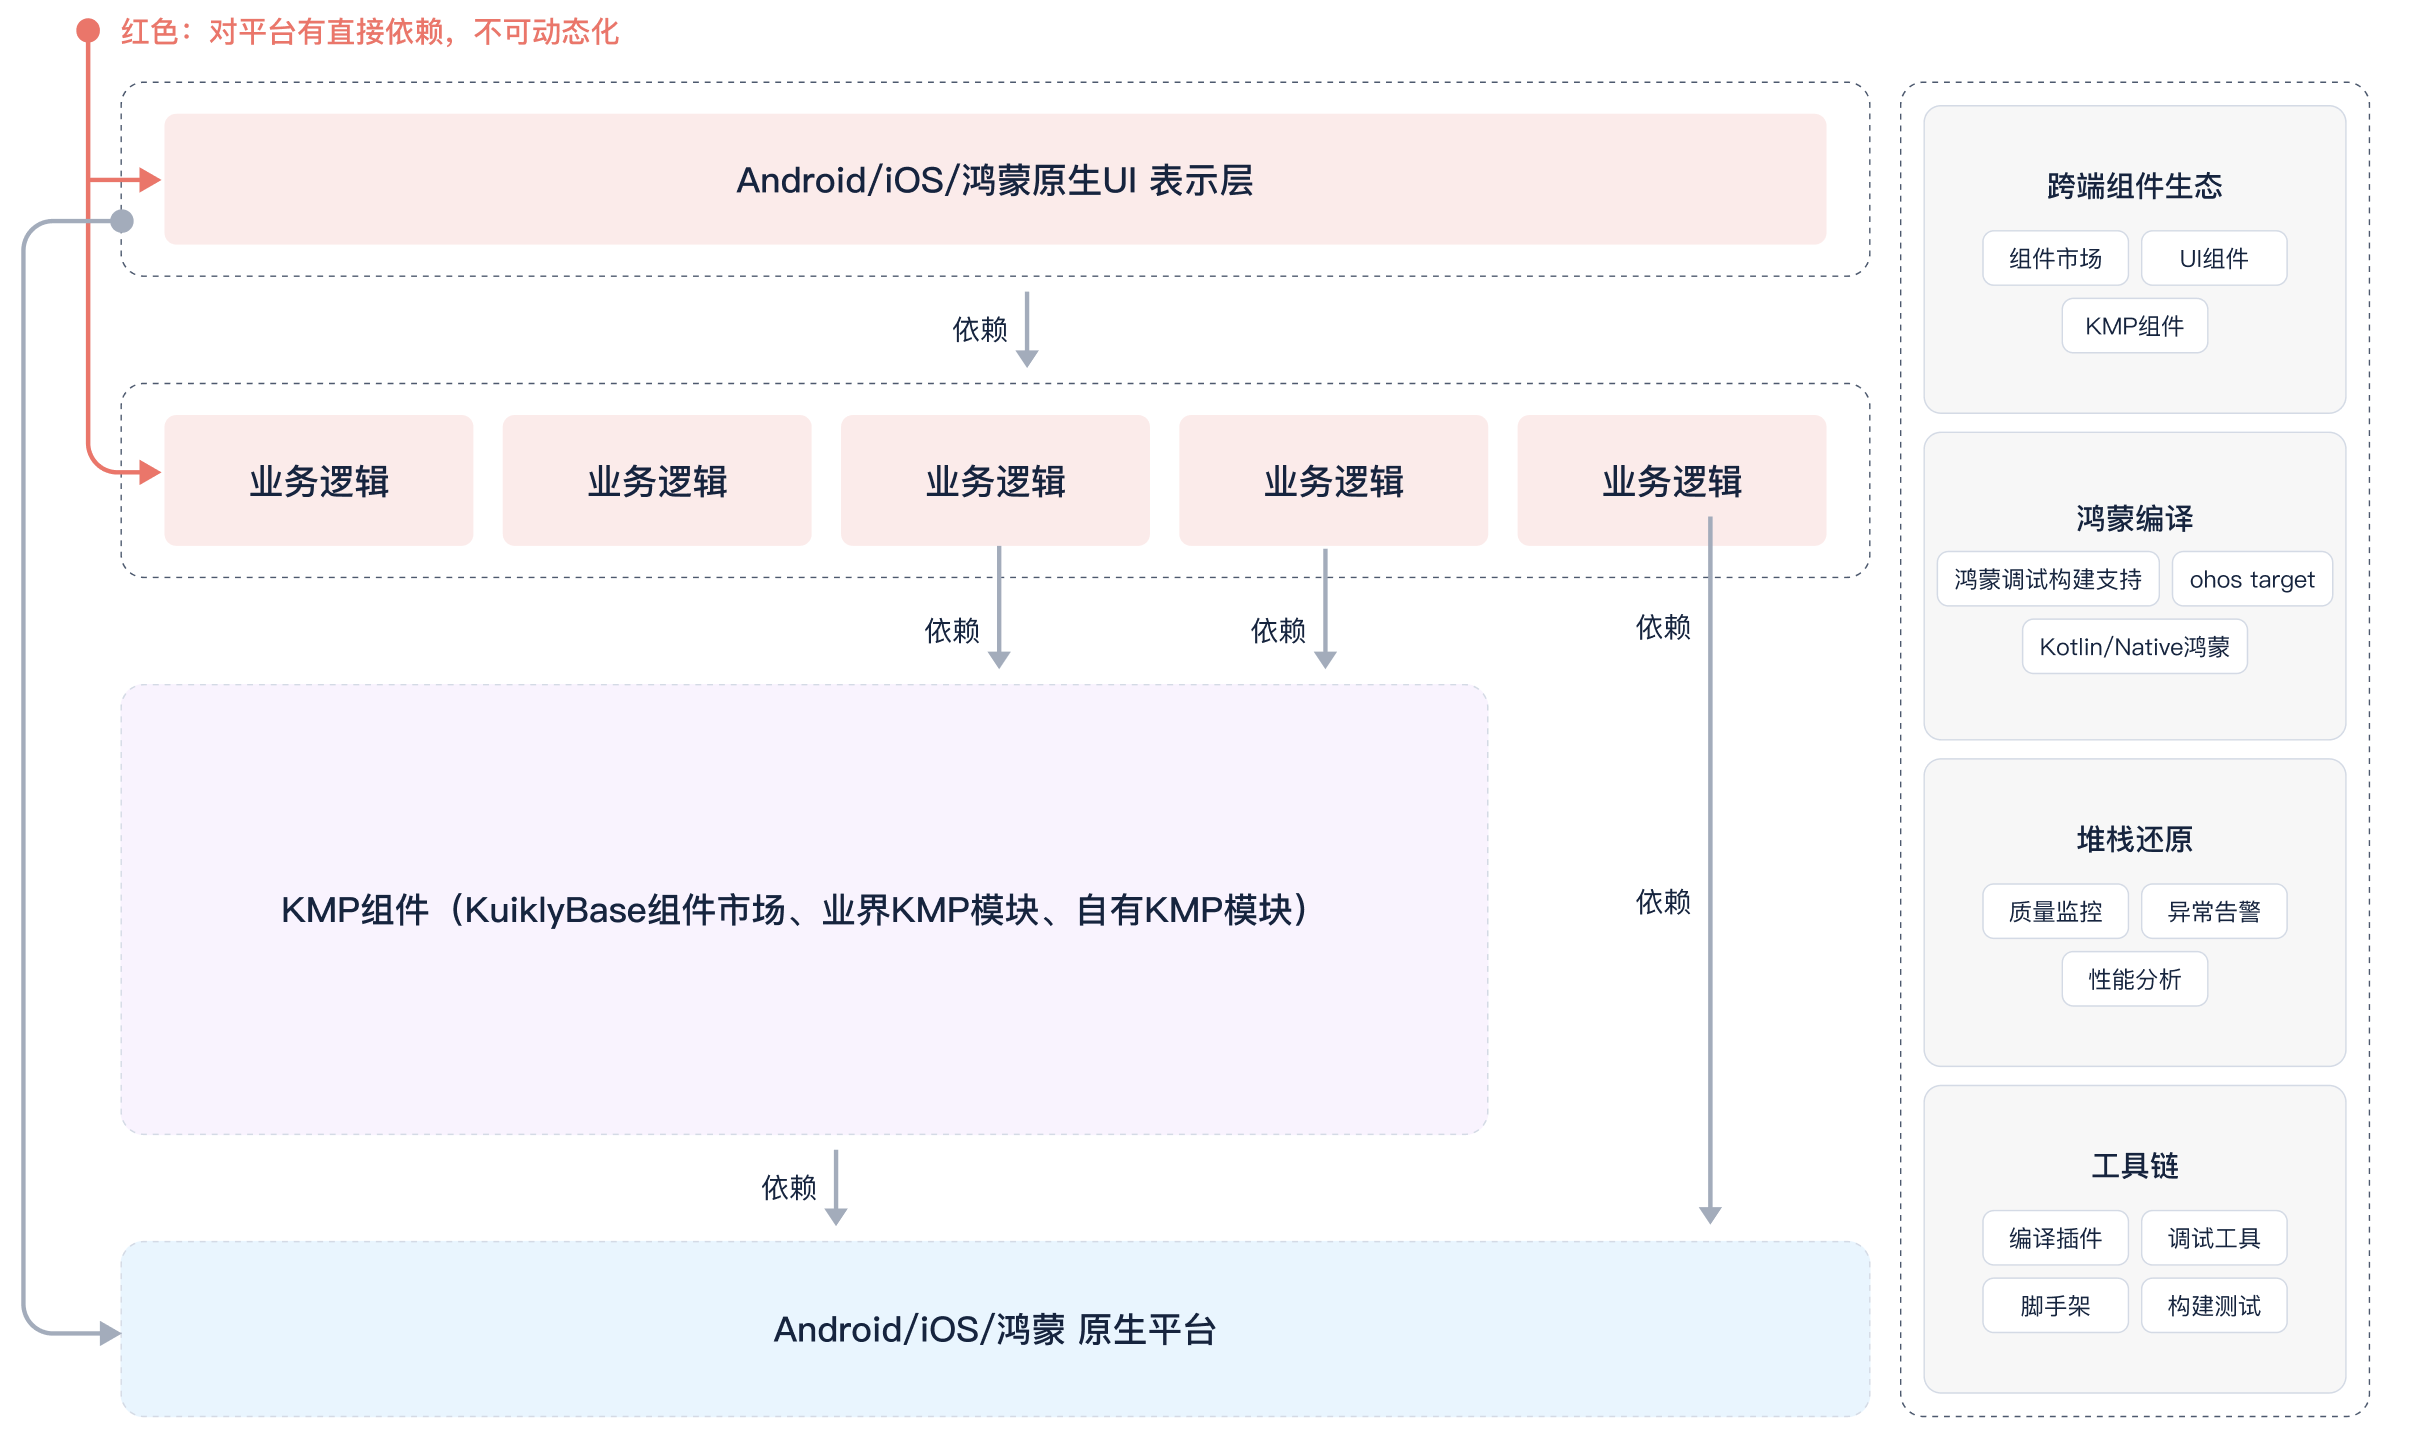 红色：对平台有直接依赖，不可动态化
Android/iOS/鸿蒙原生UI 表示层
依赖
业务逻辑
业务逻辑
业务逻辑
业务逻辑
业务逻辑
依赖
依赖
依赖
KMP组件（KuiklyBase组件市场、业界KMP模块、自有KMP模块）
依赖
依赖
Android/iOS/鸿蒙 原生平台
跨端组件生态
组件市场
UI组件
KMP组件
鸿蒙编译
鸿蒙调试构建支持
ohos target
Kotlin/Native鸿蒙
堆栈还原
质量监控
异常告警
性能分析
工具链
编译插件
调试工具
脚手架
构建测试